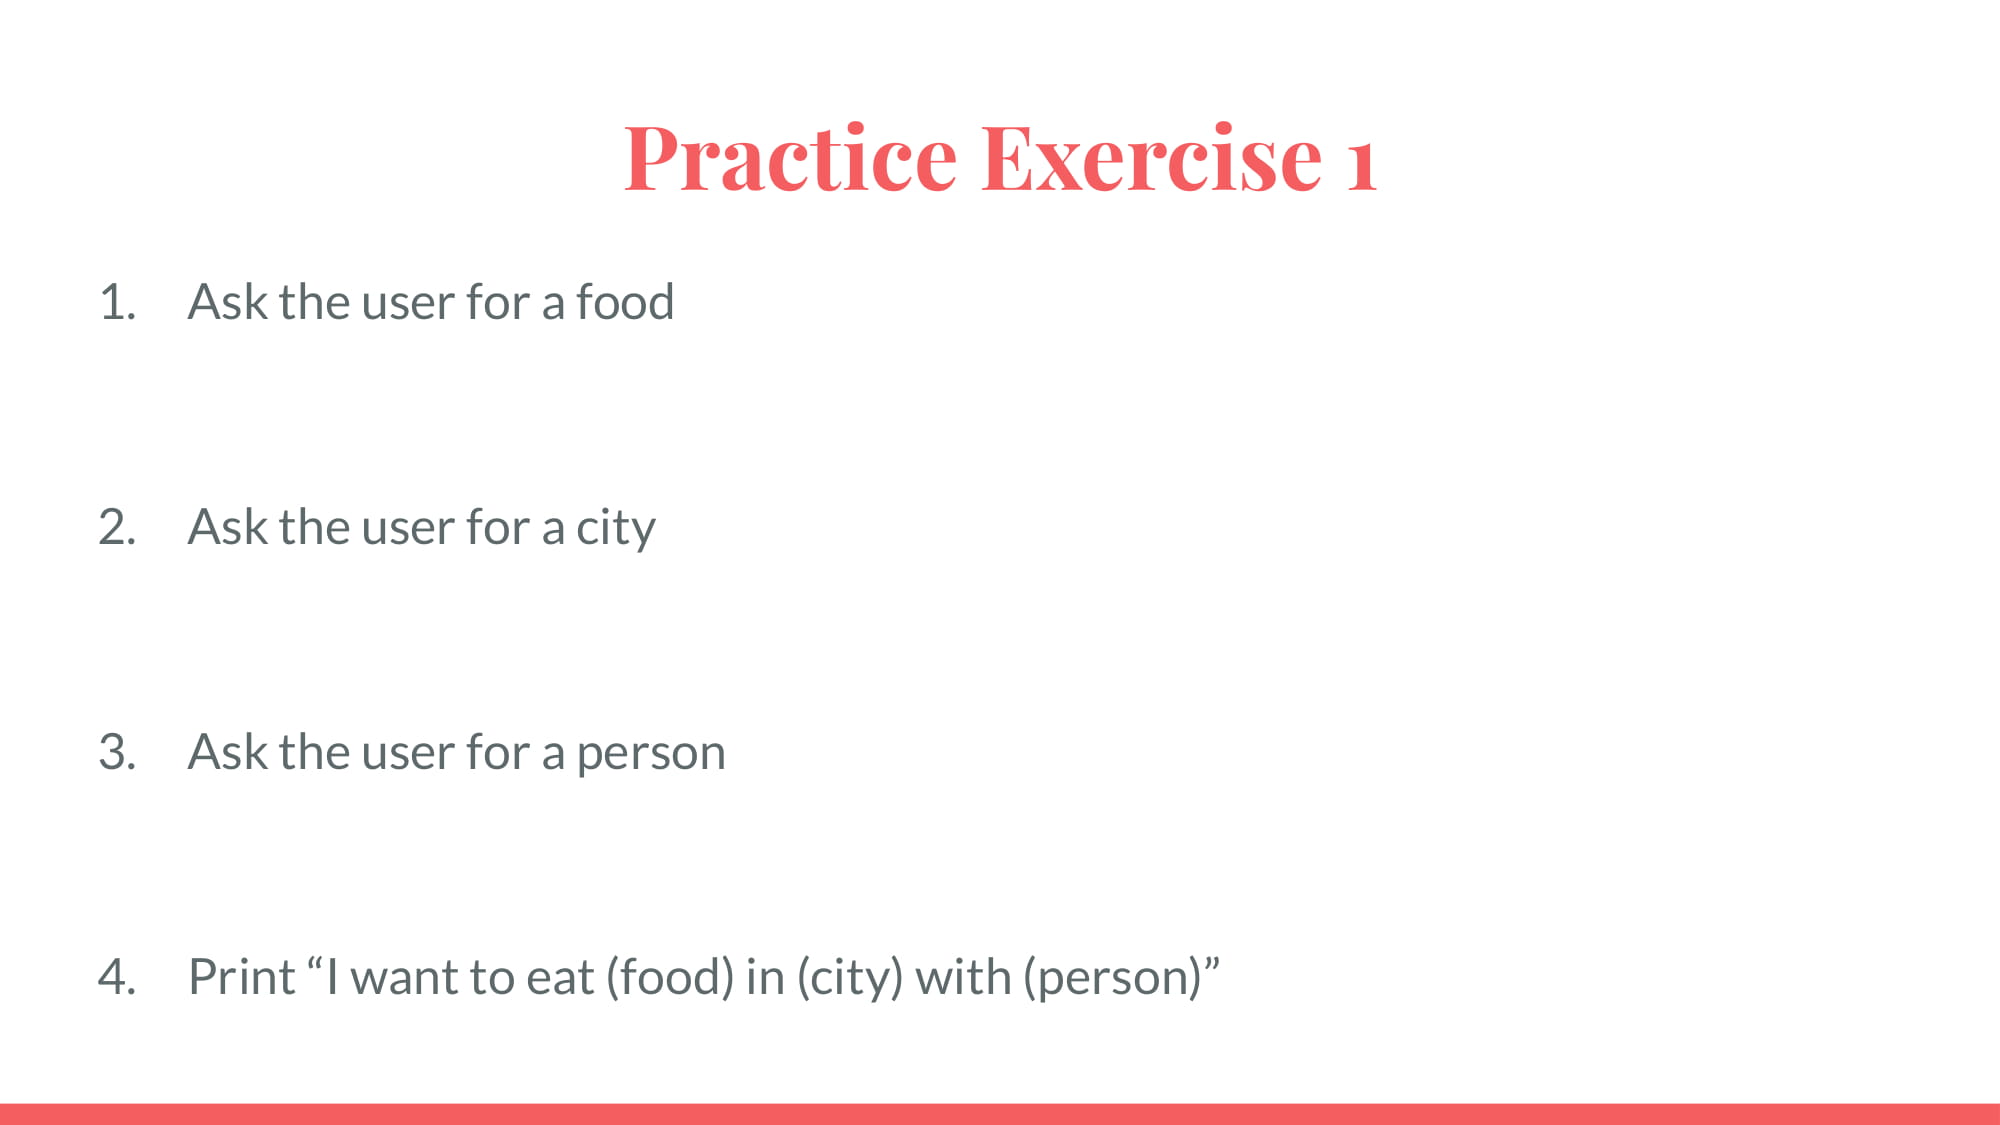 Practice Exercise 1
1. Ask the user for a food
2. Ask the user for a city
3. Ask the user for a person
4. Print “I want to eat (food) in (city) with (person)”